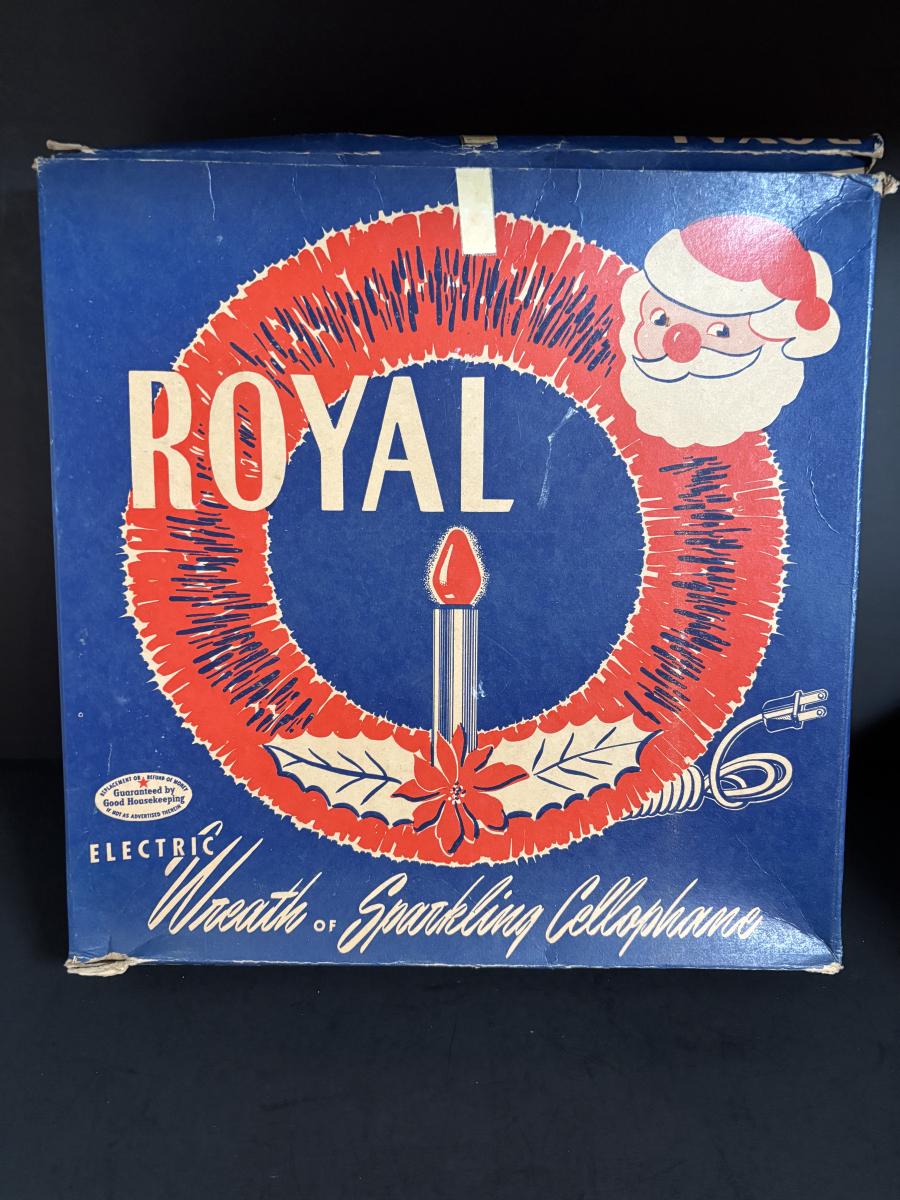 ROYAL
ROYAL
REPLACEMENT OR REFUND OF MONEY
Guaranteed by
Good Housekeeping
IF NOT AS ADVERTISED THEREIN
ELECTRIC
Wreath OF Sparkling Cellophane